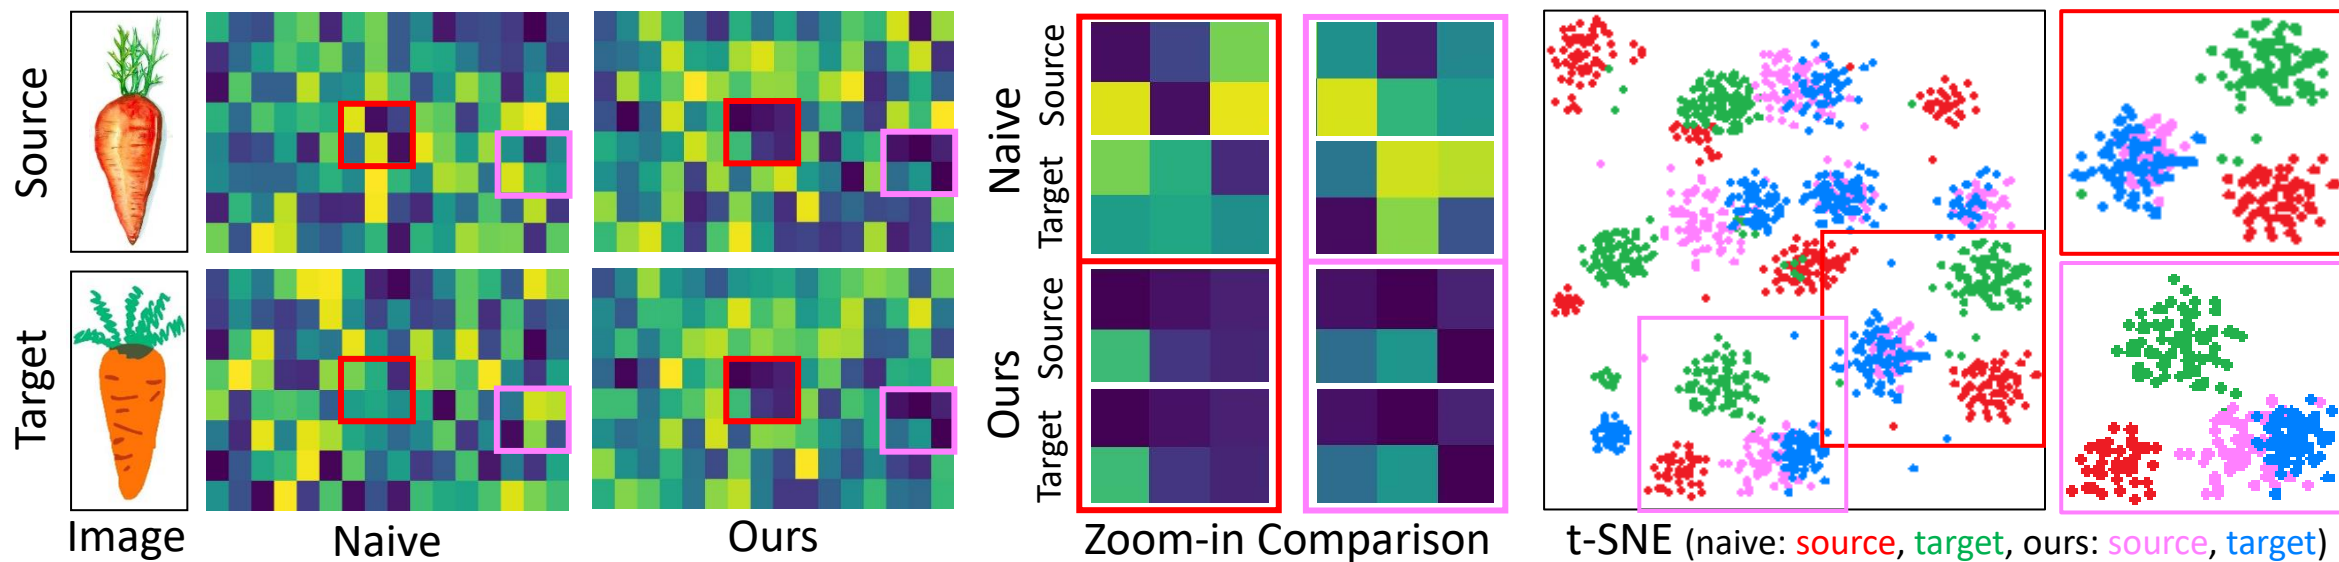 Source
Target
Image
Naive
Ours
Naive
Source
Target
Ours
Source
Target
Zoom-in Comparison
t-SNE (naive: source, target, ours: source, target)